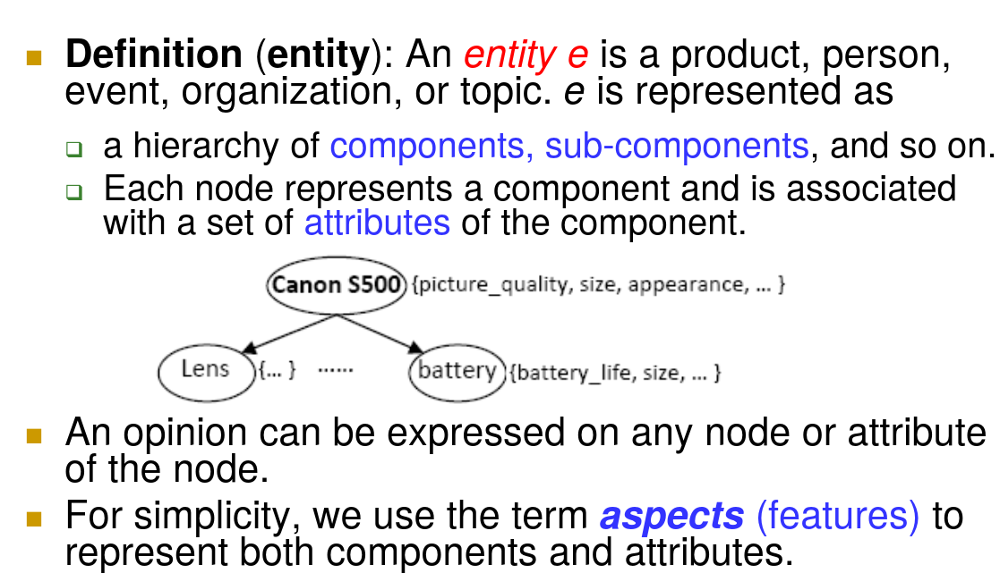 Definition (entity): An entity e is a product, person,
event, organization, or topic. e is represented as
a hierarchy of components, sub-components, and so on.
Each node represents a component and is associated
with a set of attributes of the component.
Canon S500 {picture_quality, size, appearance, ... }
Lens {... } ...... battery {battery_life, size, ... }
An opinion can be expressed on any node or attribute
of the node.
For simplicity, we use the term aspects (features) to
represent both components and attributes.